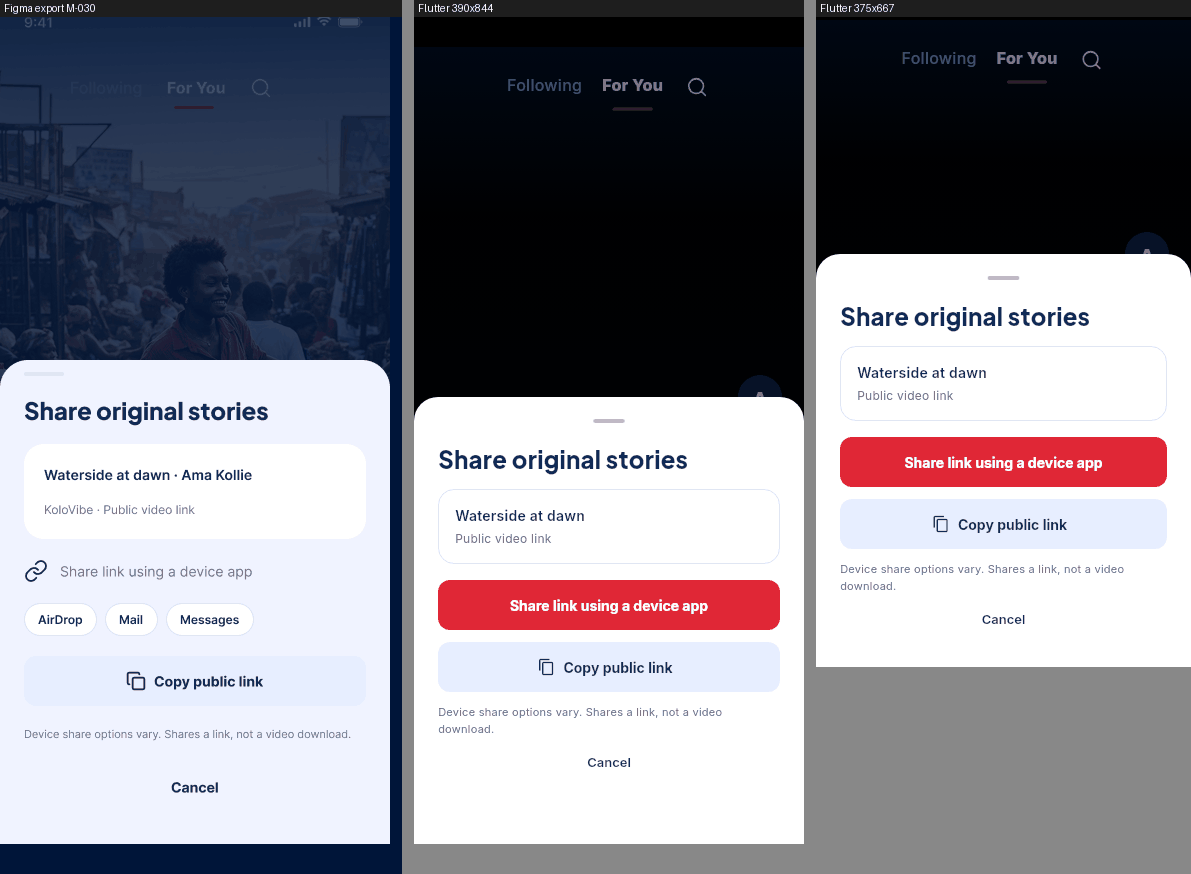 Figma export M-030
9:41
Following For You
Share original stories
Waterside at dawn · Ama Kollie
KoloVibe · Public video link
Share link using a device app
AirDrop Mail Messages
Copy public link
Device share options vary. Shares a link, not a video download.
Cancel
Flutter 390x844
Following For You
Share original stories
Waterside at dawn
Public video link
Share link using a device app
Copy public link
Device share options vary. Shares a link, not a video
download.
Cancel
Flutter 375x667
Following For You
Share original stories
Waterside at dawn
Public video link
Share link using a device app
Copy public link
Device share options vary. Shares a link, not a video
download.
Cancel